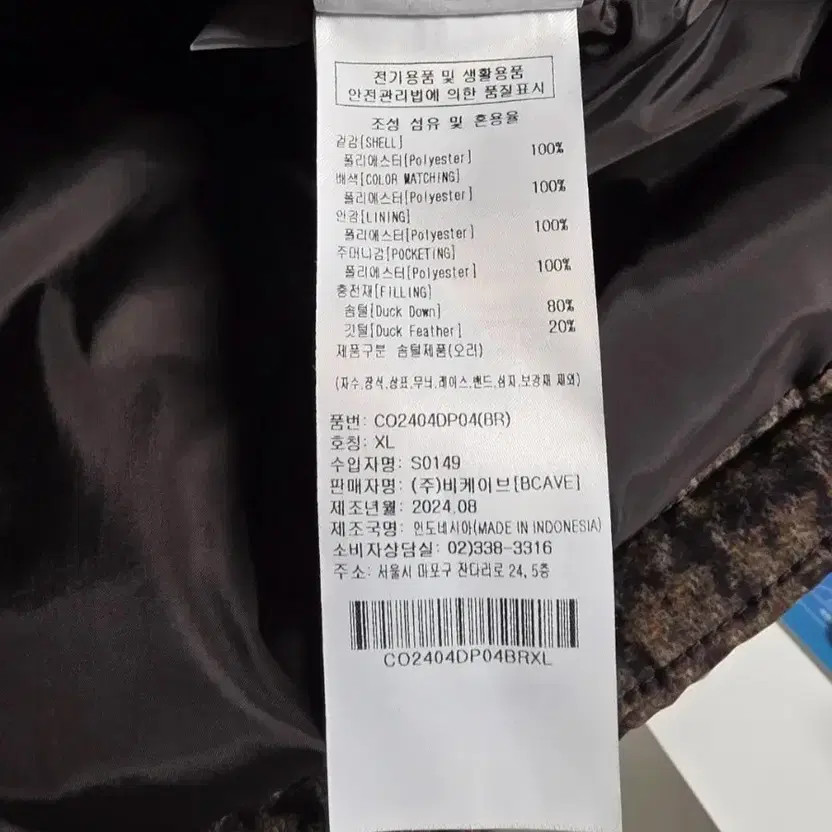 전기용품 및 생활용품
안전관리법에 의한 품질표시
조성 섬유 및 혼용율
겉감[SHELL]
폴리에스터[Polyester] 100%
배색[COLOR MATCHING]
폴리에스터[Polyester] 100%
안감[LINING]
폴리에스터[Polyester] 100%
주머니감[POCKETING]
폴리에스터[Polyester] 100%
충전재[FILLING]
솜털[Duck Down] 80%
깃털[Duck Feather] 20%
제품구분 솜털제품(오리)
(자수,장식,상표,무늬,레이스,밴드,심지,보강재 제외)
품번: CO2404DP04(BR)
호칭: XL
수입자명: S0149
판매자명: (주)비케이브[BCAVE]
제조년월: 2024.08
제조국명: 인도네시아(MADE IN INDONESIA)
소비자상담실: 02)338-3316
주소: 서울시 마포구 잔다리로 24, 5층
CO2404DP04BRXL